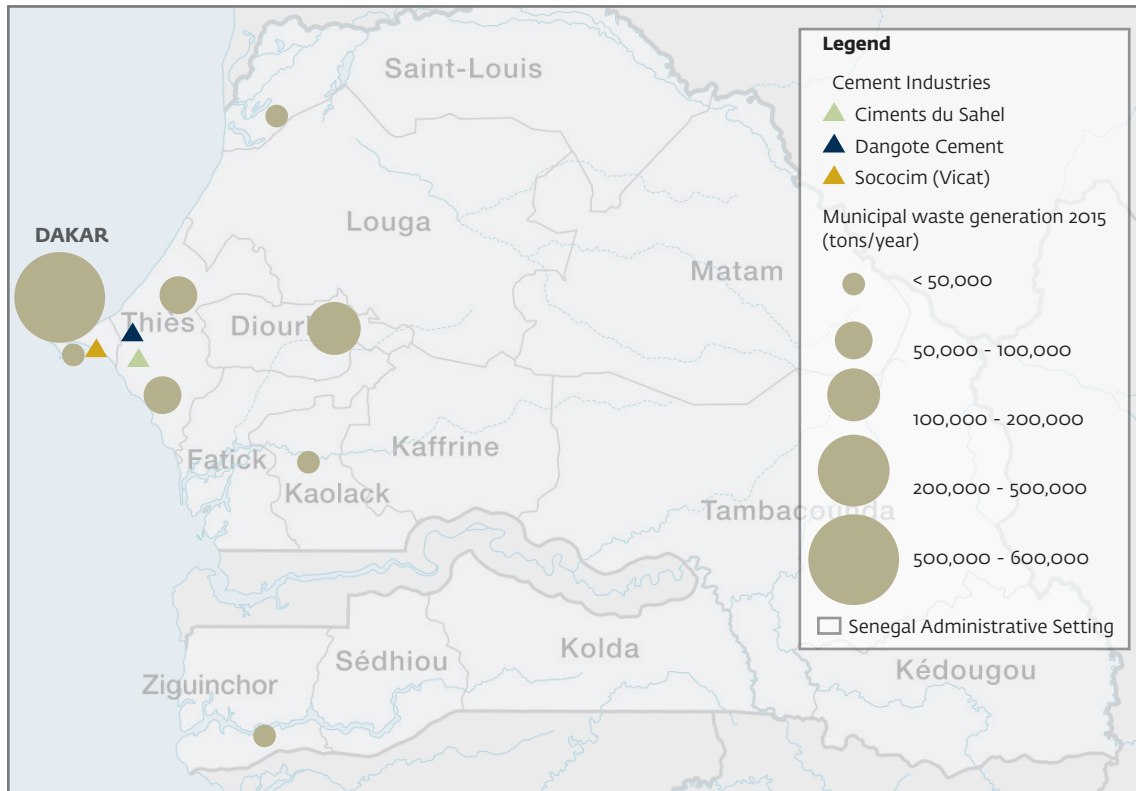 Saint-Louis
Louga
Matam
DAKAR
Thiès
Diourb
Fatick
Kaolack
Kaffrine
Tambacounda
Ziguinchor
Sédhiou
Kolda
Kédougou
Legend
Cement Industries
Ciments du Sahel
Dangote Cement
Sococim (Vicat)
Municipal waste generation 2015
(tons/year)
< 50,000
50,000 - 100,000
100,000 - 200,000
200,000 - 500,000
500,000 - 600,000
Senegal Administrative Setting